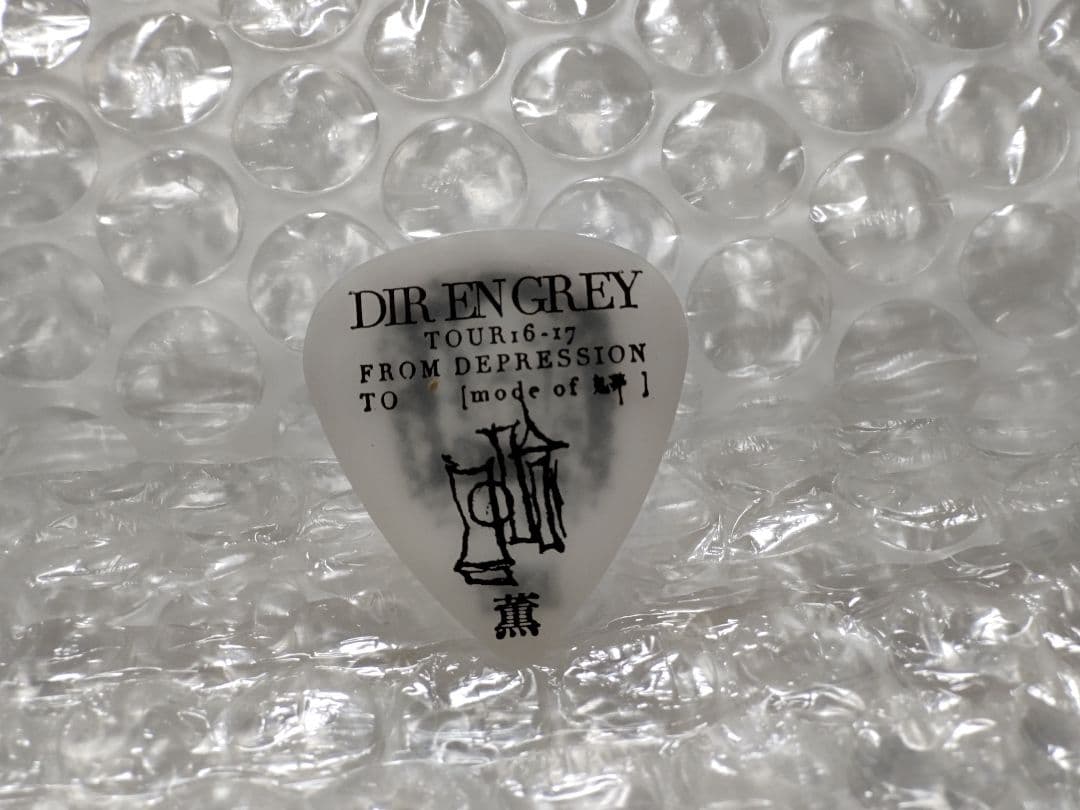 DIR EN GREY
TOUR16-17
FROM DEPRESSION
TO [mode of ]
薫